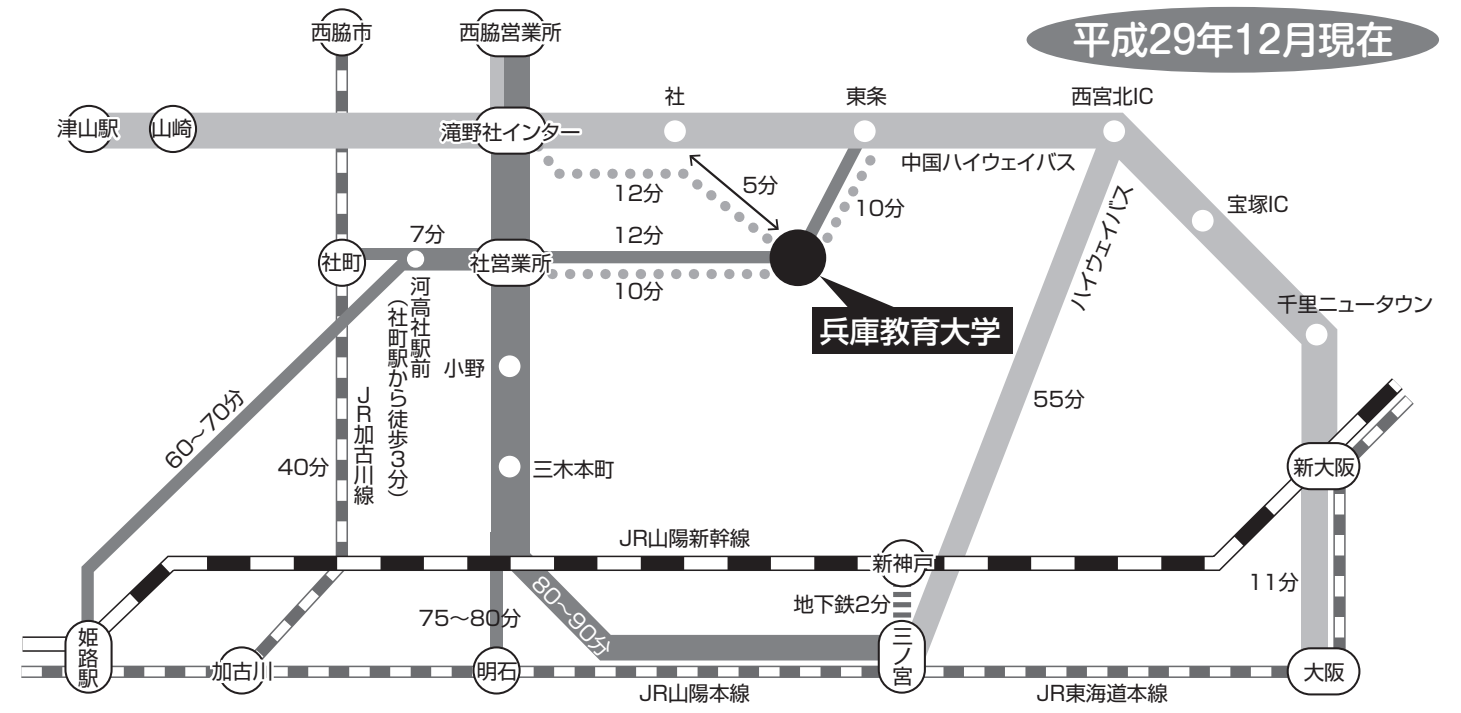 西脇市
西脇営業所
平成29年12月現在
社
東条
西宮北IC
津山駅
山崎
滝野社インター
中国ハイウェイバス
12分
5分
10分
宝塚IC
7分
12分
社町
社営業所
10分
ハイウェイバス
河高社駅前
（社町駅から徒歩3分）
兵庫教育大学
千里ニュータウン
小野
60～70分
JR加古川線
40分
55分
三木本町
新大阪
JR山陽新幹線
新神戸
80～90分
75～80分
地下鉄2分
11分
姫路駅
加古川
明石
三ノ宮
大阪
JR山陽本線
JR東海道本線